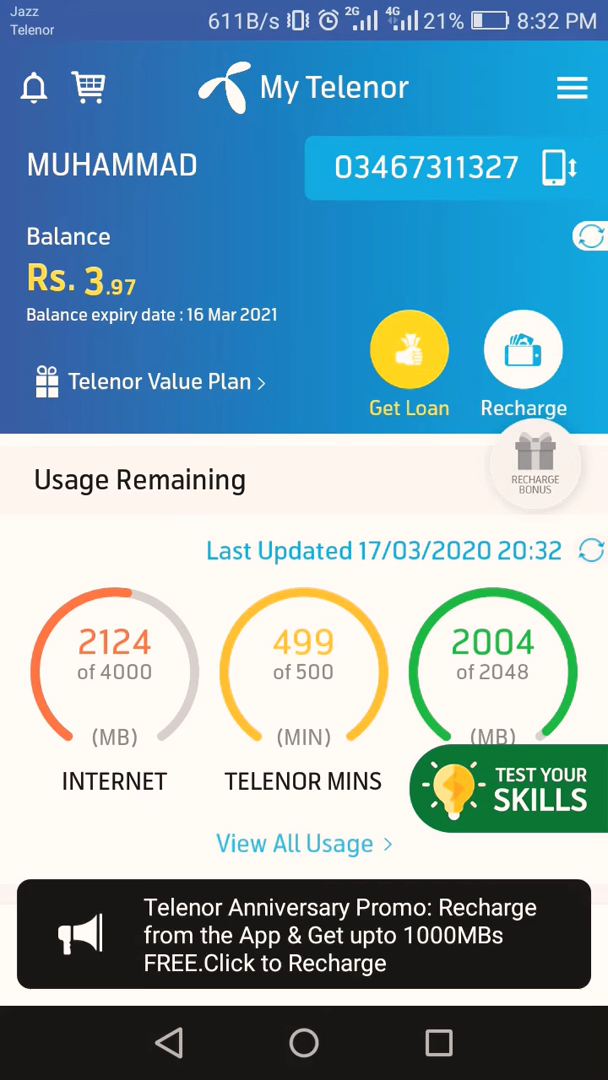 Jazz
Telenor
611B/s 2G 4G 21% 8:32 PM
My Telenor
MUHAMMAD
03467311327
Balance
Rs. 3.97
Balance expiry date : 16 Mar 2021
Telenor Value Plan >
Get Loan
Recharge
RECHARGE
BONUS
Usage Remaining
Last Updated 17/03/2020 20:32
2124
of 4000
(MB)
INTERNET
499
of 500
(MIN)
TELENOR MINS
2004
of 2048
(MB)
TEST YOUR
SKILLS
View All Usage >
Telenor Anniversary Promo: Recharge
from the App & Get upto 1000MBs
FREE.Click to Recharge